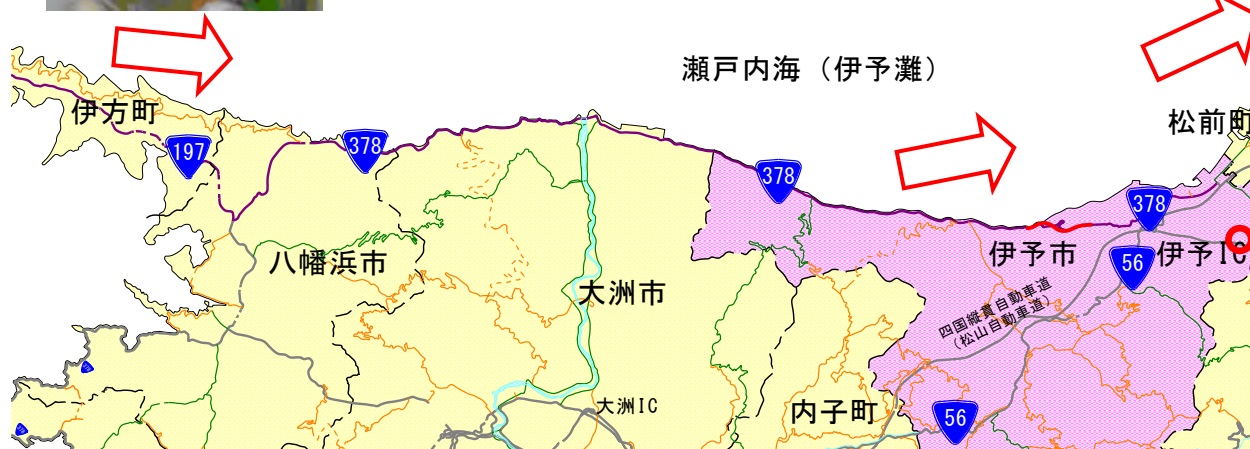 瀬戸内海（伊予灘）
松前町
伊方町
197
378
378
378
伊予市
伊予IC
56
八幡浜市
大洲市
四国縦貫自動車道
（松山自動車道）
大洲IC
内子町
56